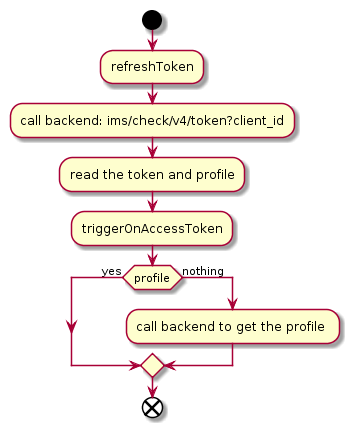 refreshToken
call backend: ims/check/v4/token?client_id
read the token and profile
triggerOnAccessToken
yes
profile
nothing
call backend to get the profile